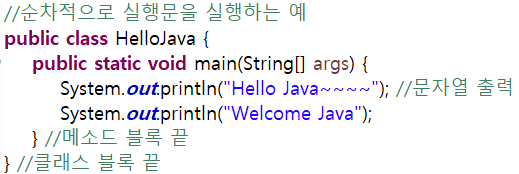 //순차적으로 실행문을 실행하는 예
public class HelloJava {
public static void main(String[] args) {
System.out.println("Hello Java~~~~"); //문자열 출력
System.out.println("Welcome Java");
} //메소드 블록 끝
} //클래스 블록 끝